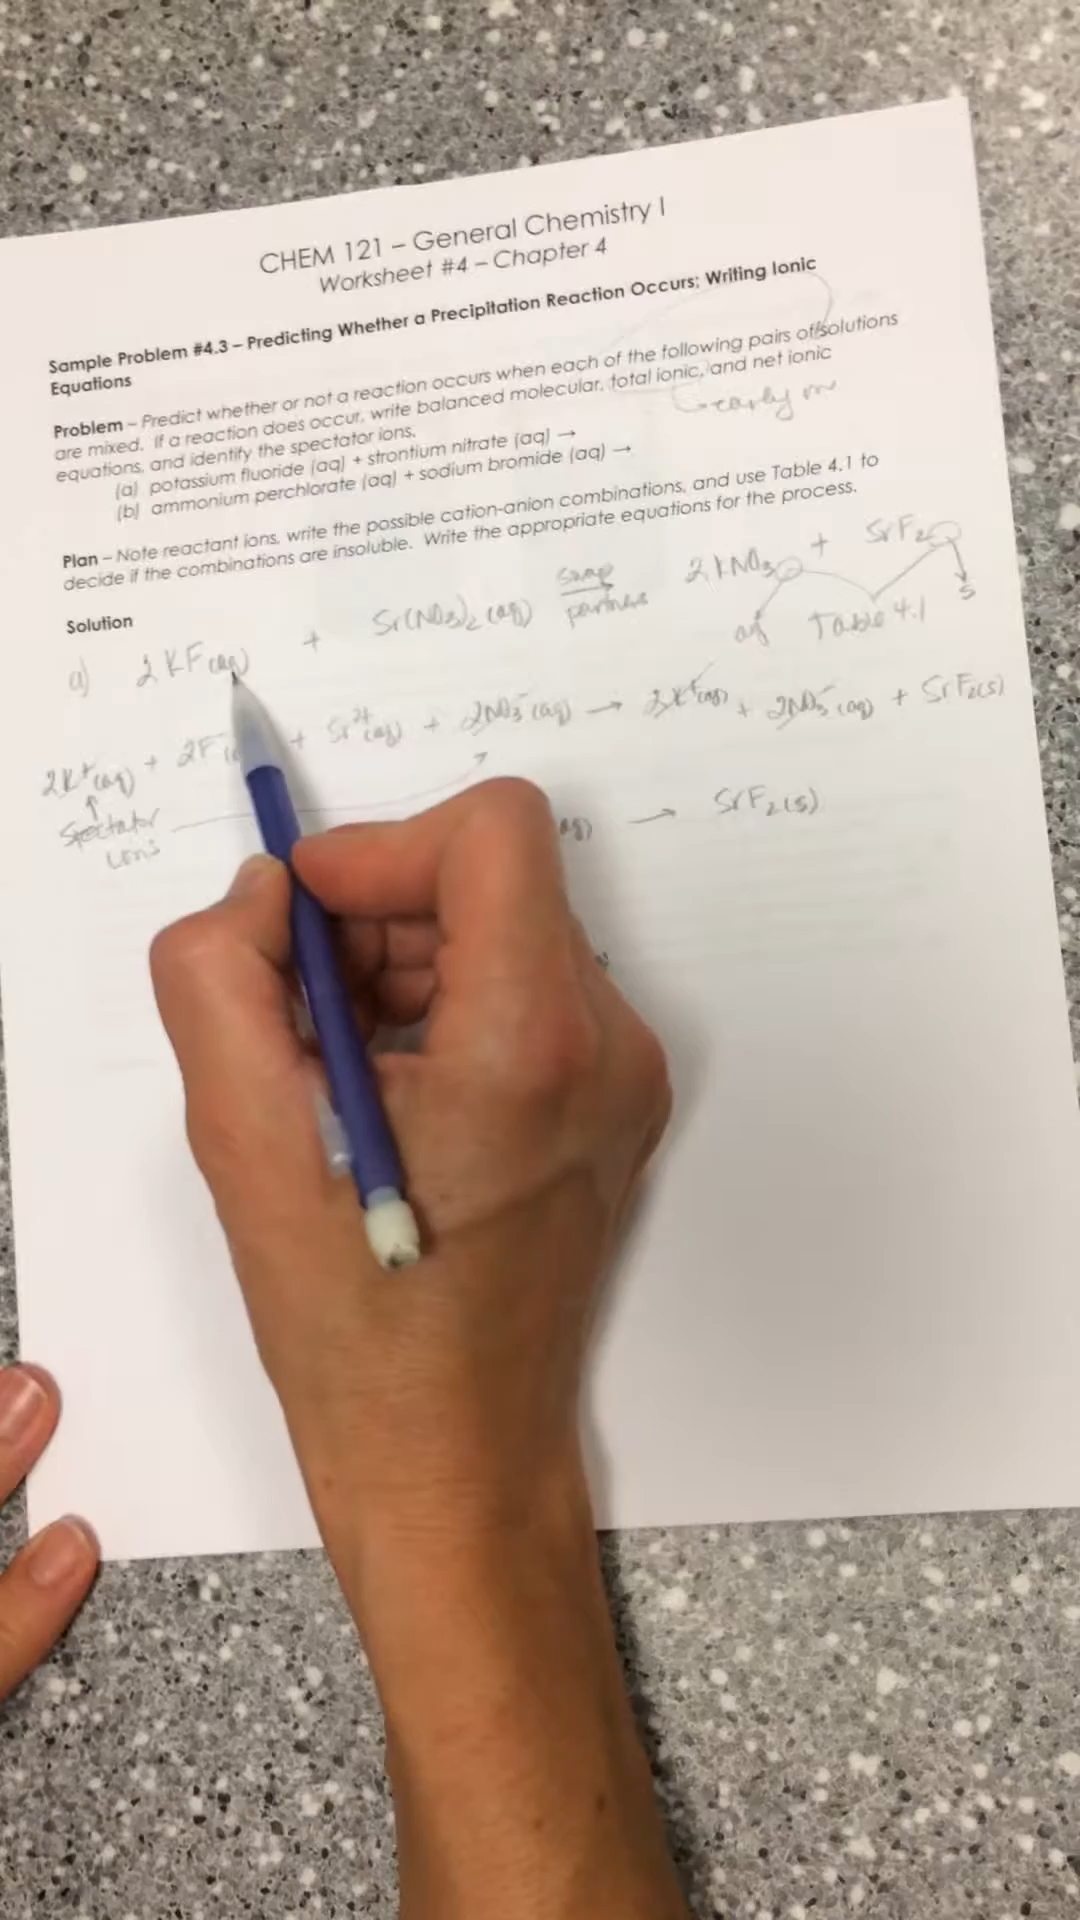 CHEM 121 – General Chemistry I
Worksheet #4 – Chapter 4
Sample Problem #4.3 – Predicting Whether a Precipitation Reaction Occurs; Writing Ionic
Equations
Problem – Predict whether or not a reaction occurs when each of the following pairs of solutions
are mixed. If a reaction does occur, write balanced molecular, total ionic, and net ionic
equations, and identify the spectator ions.
(a) potassium fluoride (aq) + strontium nitrate (aq) →
(b) ammonium perchlorate (aq) + sodium bromide (aq) →
Plan – Note reactant ions, write the possible cation-anion combinations, and use Table 4.1 to
decide if the combinations are insoluble. Write the appropriate equations for the process.
Solution
a) 2KF(aq) + Sr(NO3)2(aq) → partners 2KNO3 + SrF2
aq Table 4.1 s
2K+(aq) + 2F- + Sr2+(aq) + 2NO3-(aq) → 2K+(aq) + 2NO3-(aq) + SrF2(s)
Spectator
ions
→ SrF2(s)